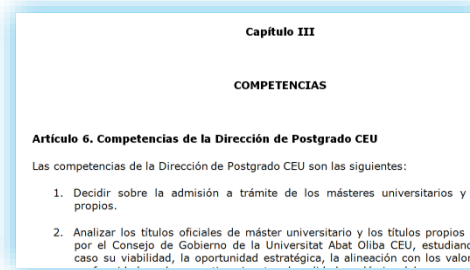 Capítulo III
COMPETENCIAS
Artículo 6. Competencias de la Dirección de Postgrado CEU
Las competencias de la Dirección de Postgrado CEU son las siguientes:
1. Decidir sobre la admisión a trámite de los másteres universitarios y
propios.
2. Analizar los títulos oficiales de máster universitario y los títulos propios
por el Consejo de Gobierno de la Universitat Abat Oliba CEU,
caso su viabilidad, la oportunidad estratégica, la alineación con los